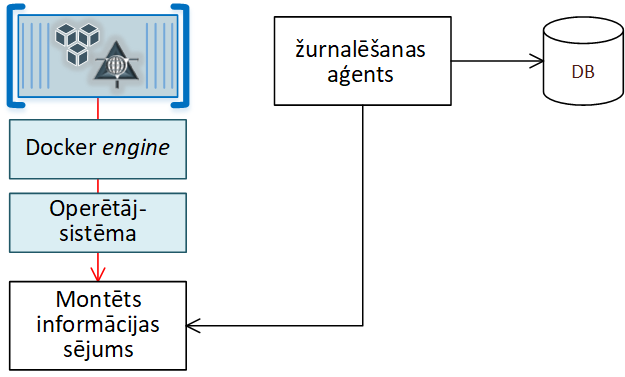 žurnalēšanas
aģents
DB
Docker engine
Operētāj-
sistēma
Montēts
informācijas
sējums